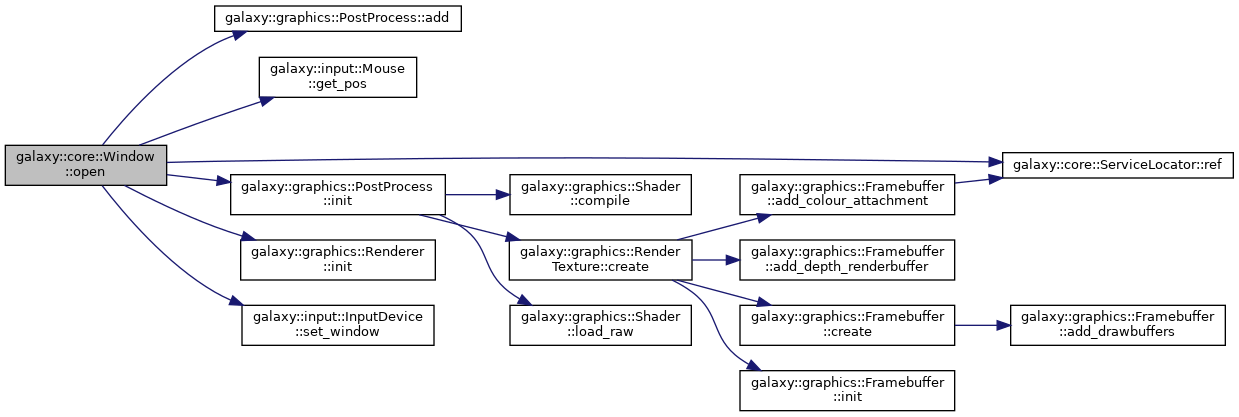 galaxy::graphics::PostProcess::add
galaxy::input::Mouse
::get_pos
galaxy::core::Window
::open
galaxy::core::ServiceLocator::ref
galaxy::graphics::PostProcess
::init
galaxy::graphics::Shader
::compile
galaxy::graphics::Framebuffer
::add_colour_attachment
galaxy::graphics::Renderer
::init
galaxy::graphics::Render
Texture::create
galaxy::graphics::Framebuffer
::add_depth_renderbuffer
galaxy::input::InputDevice
::set_window
galaxy::graphics::Shader
::load_raw
galaxy::graphics::Framebuffer
::create
galaxy::graphics::Framebuffer
::add_drawbuffers
galaxy::graphics::Framebuffer
::init